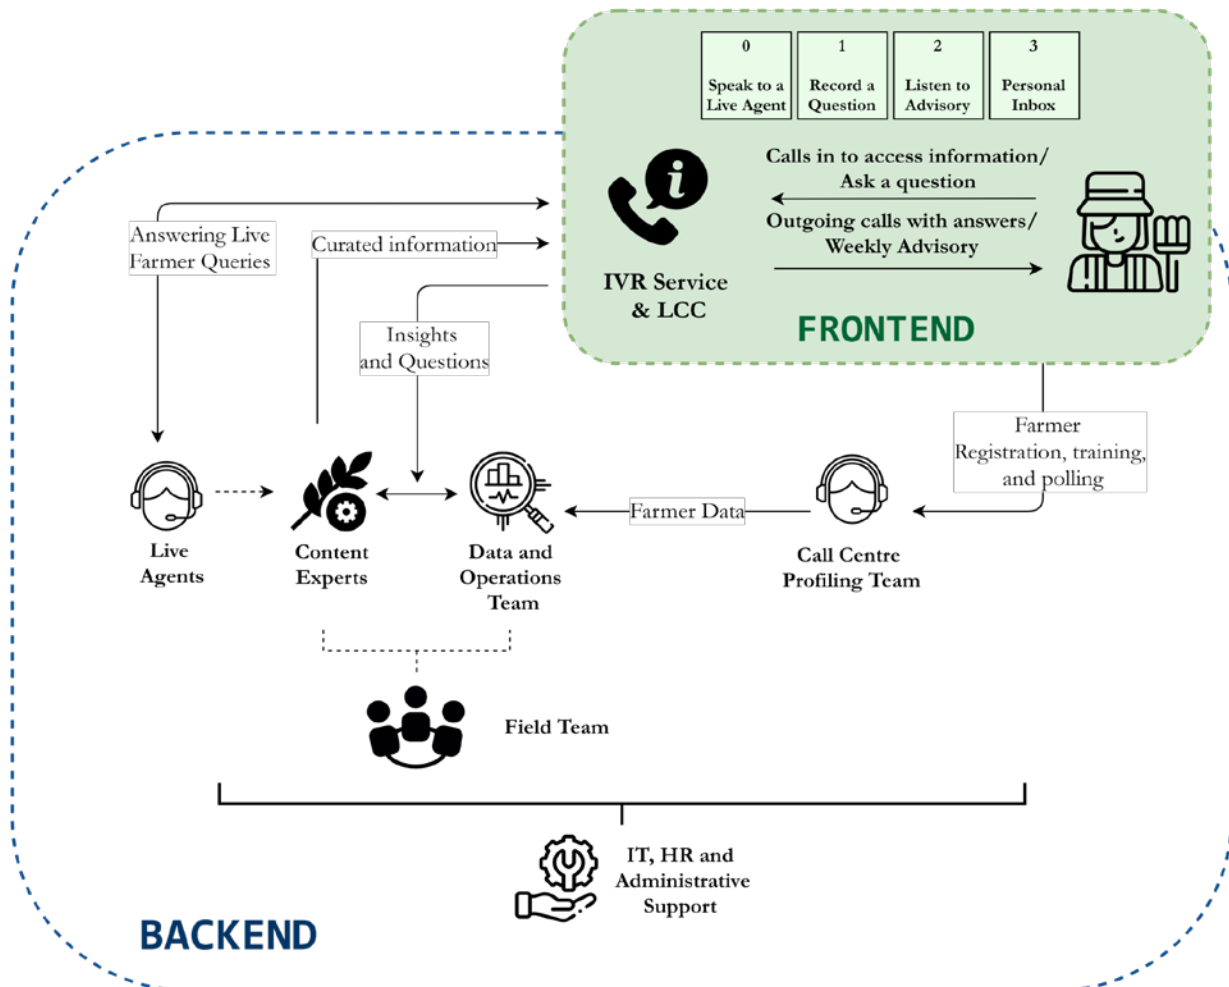 0
Speak to a
Live Agent
1
Record a
Question
2
Listen to
Advisory
3
Personal
Inbox
Calls in to access information/
Ask a question
Outgoing calls with answers/
Weekly Advisory
IVR Service
& LCC
FRONTEND
Answering Live
Farmer Queries
Curated information
Insights
and Questions
Farmer
Registration, training,
and polling
Farmer Data
Live
Agents
Content
Experts
Data and
Operations
Team
Call Centre
Profiling Team
Field Team
IT, HR and
Administrative
Support
BACKEND